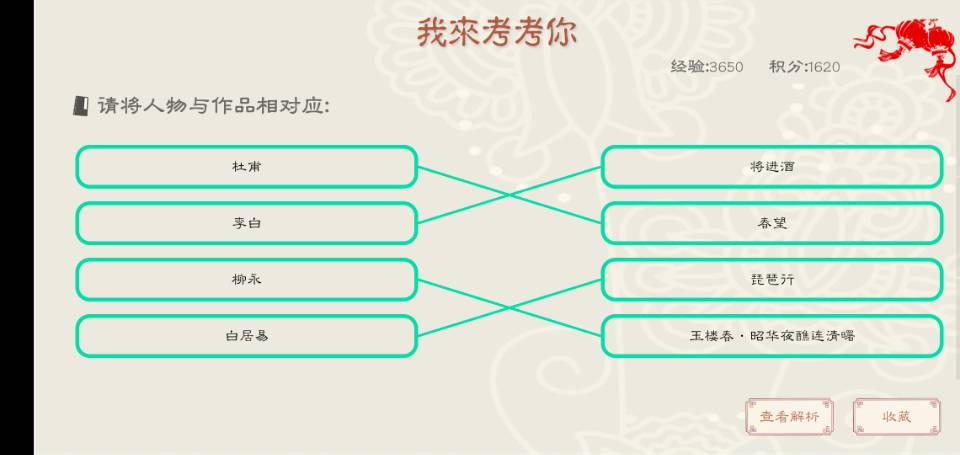 我來考考你
经验:3650 积分:1620
请将人物与作品相对应:
杜甫 将进酒
李白 春望
柳永 琵琶行
白居易 玉楼春·昭华夜醮连清曙
查看解析 收藏